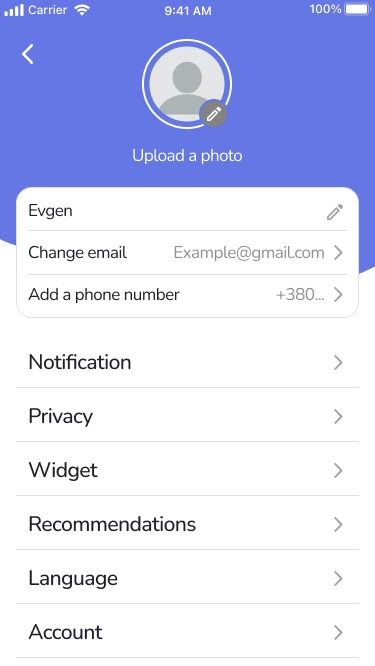 Carrier 9:41 AM 100%
Upload a photo
Evgen
Change email Example@gmail.com
Add a phone number +380...
Notification
Privacy
Widget
Recommendations
Language
Account